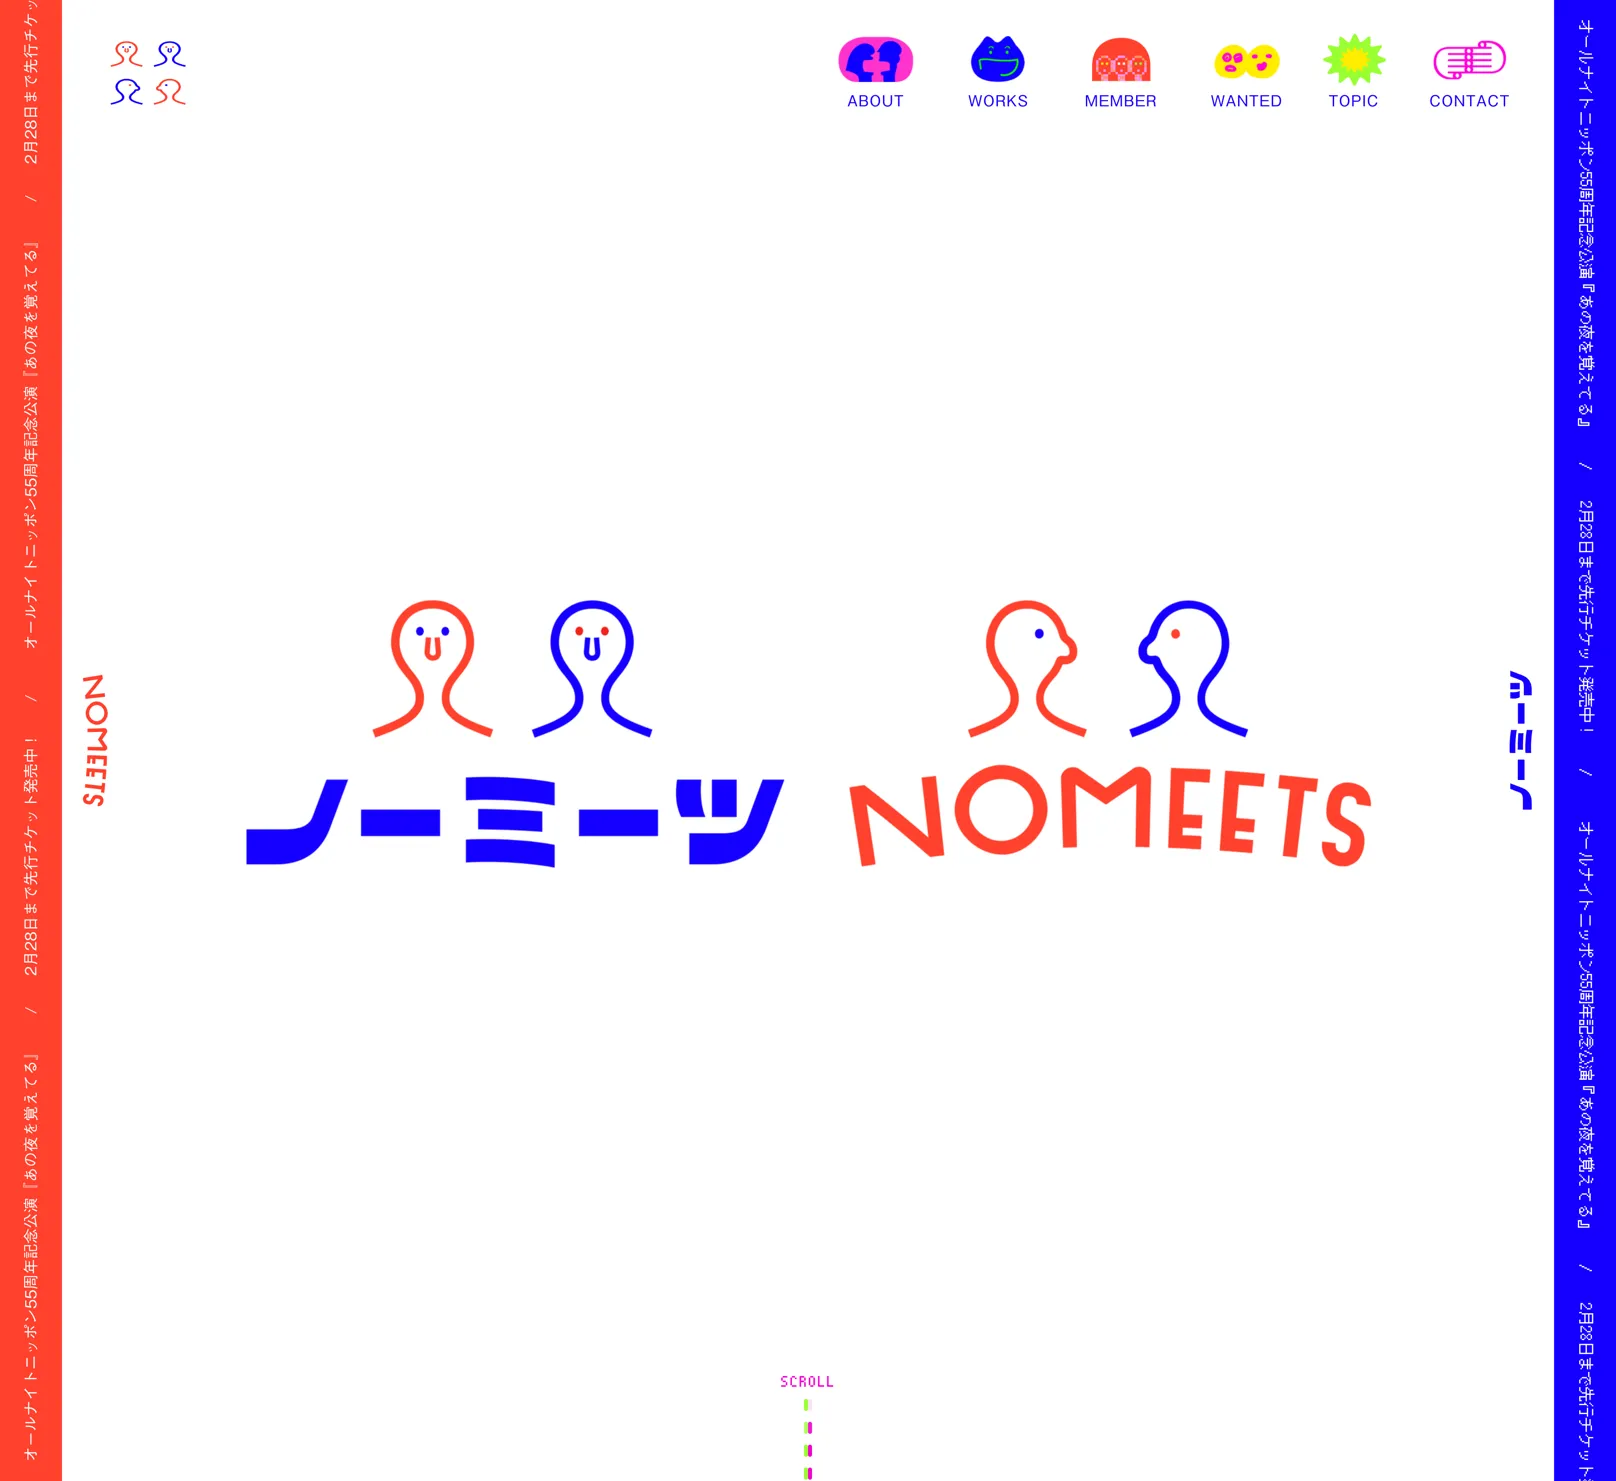 ABOUT
WORKS
MEMBER
WANTED
TOPIC
CONTACT
2月28日まで先行チケッ
/
オールナイトニッポン55周年記念公演『あの夜を覚えてる』
/
2月28日まで先行チケット発売中！
/
オールナイトニッポン55周年記念公演『あの夜を覚えてる』
NOMEETS
ノーミーツ
NOMEETS
ノーミーツ
オールナイトニッポン55周年記念公演『あの夜を覚えてる』
/
2月28日まで先行チケット発売中！
/
オールナイトニッポン55周年記念公演『あの夜を覚えてる』
/
2月28日まで先行チケット
SCROLL